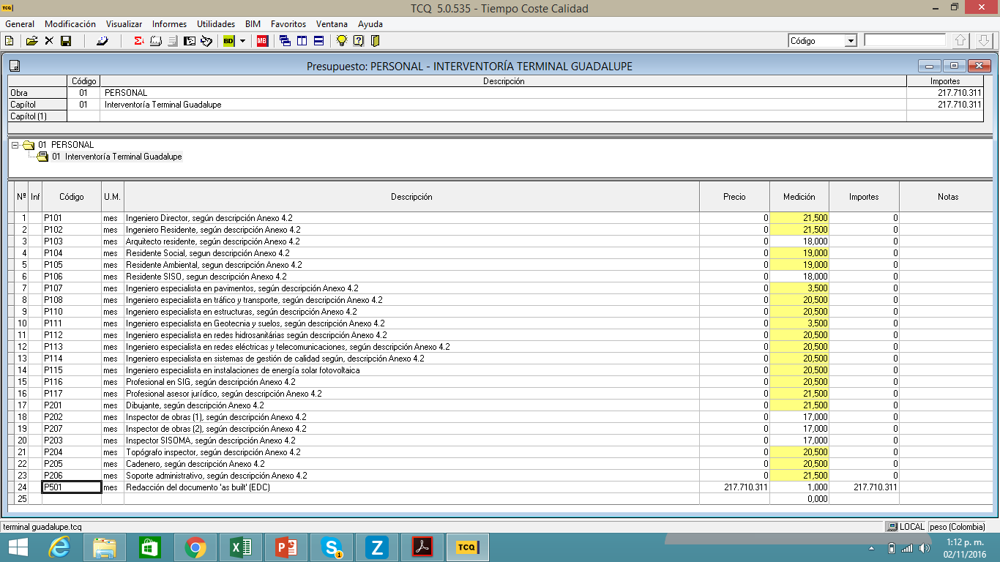 TCQ TCQ 5.0.535 - Tiempo Coste Calidad
General Modificación Visualizar Informes Utilidades BIM Favoritos Ventana Ayuda
BD MB Código
Presupuesto: PERSONAL - INTERVENTORÍA TERMINAL GUADALUPE
Código Descripción Importes
Obra 01 PERSONAL 217.710.311
Capítol 01 Interventoría Terminal Guadalupe 217.710.311
Capítol (1)
01 PERSONAL
01 Interventoría Terminal Guadalupe
Nº Inf Código U.M. Descripción Precio Medición Importes Notas
1 P101 mes Ingeniero Director, según descripción Anexo 4.2 0 21,500 0
2 P102 mes Ingeniero Residente, según descripción Anexo 4.2 0 21,500 0
3 P103 mes Arquitecto residente, según descripción Anexo 4.2 0 18,000 0
4 P104 mes Residente Social, segun descripción Anexo 4.2 0 19,000 0
5 P105 mes Residente Ambiental, segun descripción Anexo 4.2 0 19,000 0
6 P106 mes Residente SISO, segun descripción Anexo 4.2 0 18,000 0
7 P107 mes Ingeniero especialista en pavimentos, según descripción Anexo 4.2 0 3,500 0
8 P108 mes Ingeniero especialista en tráfico y transporte, según descripción Anexo 4.2 0 20,500 0
9 P110 mes Ingeniero especialista en estructuras, según descripción Anexo 4.2 0 20,500 0
10 P111 mes Ingeniero especialista en Geotecnia y suelos, según descripción Anexo 4.2 0 3,500 0
11 P112 mes Ingeniero especialista en redes hidrosanitárias según descripción Anexo 4.2 0 20,500 0
12 P113 mes Ingeniero especialista en redes eléctricas y telecomunicaciones, según descripción Anexo 4.2 0 20,500 0
13 P114 mes Ingeniero especialista en sistemas de gestión de calidad según, descripción Anexo 4.2 0 20,500 0
14 P115 mes Ingeniero especialista en instalaciones de energía solar fotovoltaica 0 20,500 0
15 P116 mes Profesional en SIG, según descripción Anexo 4.2 0 20,500 0
16 P117 mes Profesional asesor jurídico, según descripción Anexo 4.2 0 21,500 0
17 P201 mes Dibujante, según descripción Anexo 4.2 0 21,500 0
18 P202 mes Inspector de obras (1), según descripción Anexo 4.2 0 17,000 0
19 P207 mes Inspector de obras (2), según descripción Anexo 4.2 0 17,000 0
20 P203 mes Inspector SISOMA, según descripción Anexo 4.2 0 17,000 0
21 P204 mes Topógrafo inspector, según descripción Anexo 4.2 0 20,500 0
22 P205 mes Cadenero, según descripción Anexo 4.2 0 20,500 0
23 P206 mes Soporte administrativo, según descripción Anexo 4.2 0 21,500 0
24 P501 mes Redacción del documento 'as built' (EDC) 217.710.311 1,000 217.710.311
25 0,000
terminal guadalupe.tcq LOCAL peso (Colombia)
TCQ 1:12 p. m.
02/11/2016